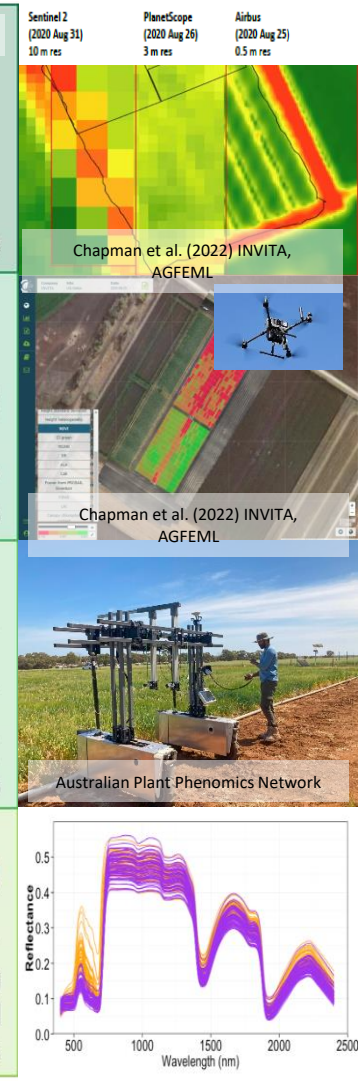 Sentinel 2
(2020 Aug 31)
10 m res
PlanetScope
(2020 Aug 26)
3 m res
Airbus
(2020 Aug 25)
0.5 m res
Chapman et al. (2022) INVITA,
AGFEML
NDVI
Chapman et al. (2022) INVITA,
AGFEML
Australian Plant Phenomics Network
Reflectance
0.5
0.4
0.3
0.2
0.1
0.0
500
1000
1500
2000
2500
Wavelength (nm)